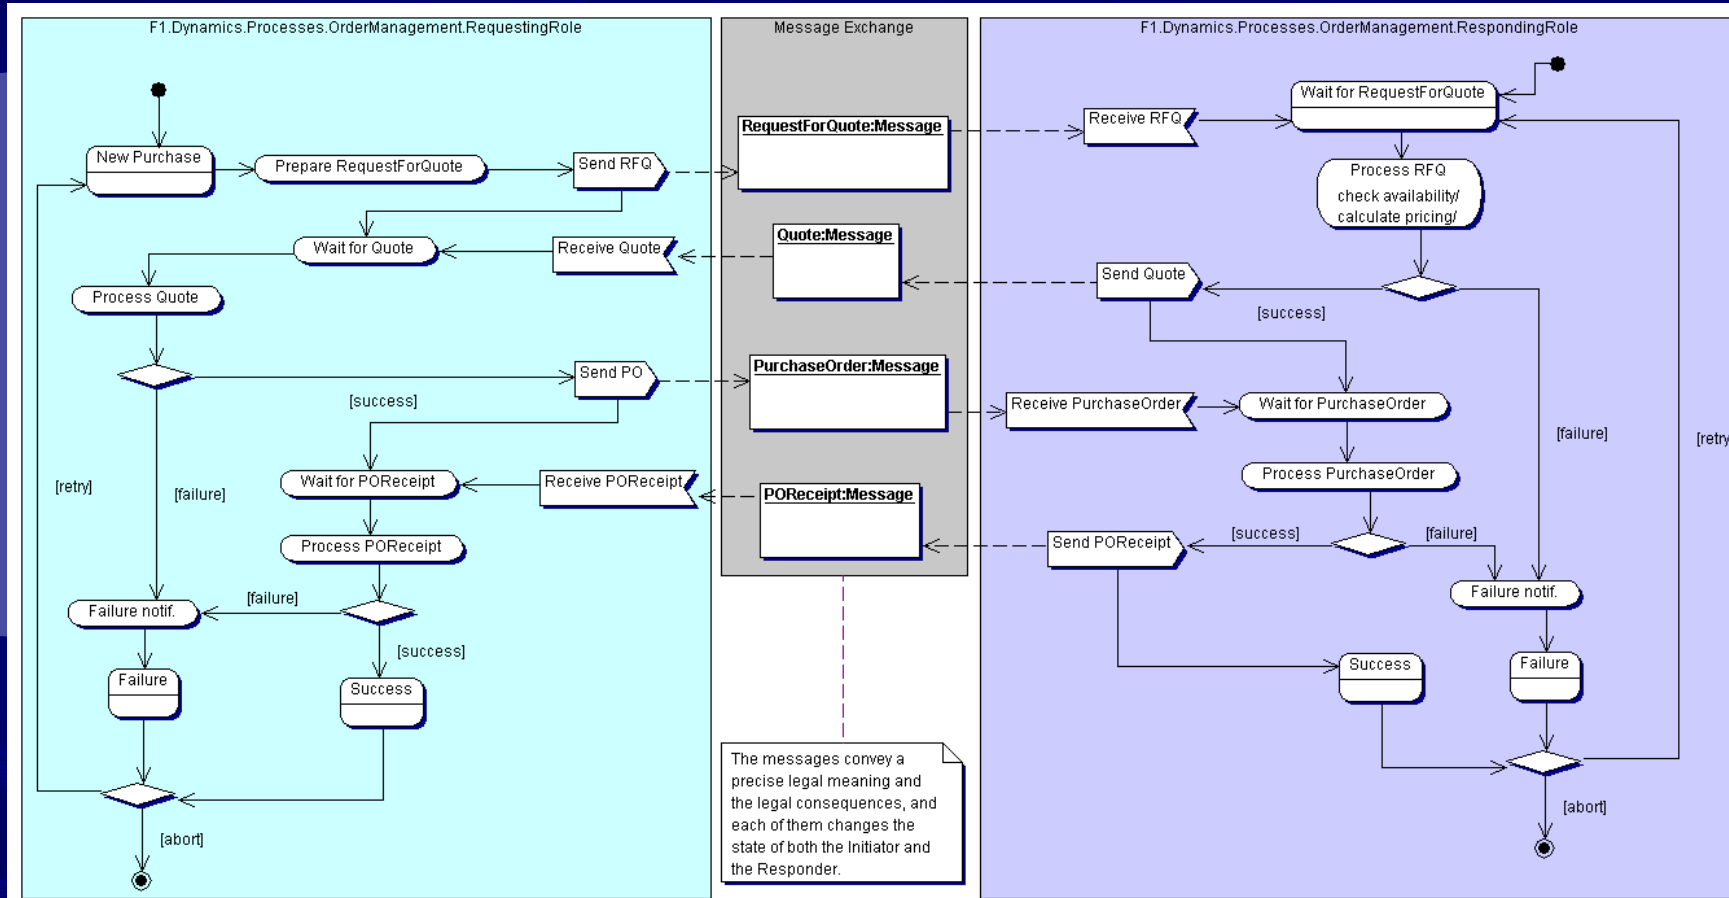 F1.Dynamics.Processes.OrderManagement.RequestingRole
New Purchase
Prepare RequestForQuote
Send RFQ
Wait for Quote
Receive Quote
Process Quote
Send PO
[success]
[retry]
[failure]
Wait for POReceipt
Receive POReceipt
Process POReceipt
Failure notif.
[failure]
[success]
Failure
Success
[abort]
Message Exchange
RequestForQuote:Message
Quote:Message
PurchaseOrder:Message
POReceipt:Message
The messages convey a
precise legal meaning and
the legal consequences, and
each of them changes the
state of both the Initiator and
the Responder.
F1.Dynamics.Processes.OrderManagement.RespondingRole
Receive RFQ
Wait for RequestForQuote
Process RFQ
check availability/
calculate pricing/
Send Quote
[success]
Receive PurchaseOrder
Wait for PurchaseOrder
[failure]
[retry
Process PurchaseOrder
Send POReceipt
[success]
[failure]
Failure notif.
Success
Failure
[abort]